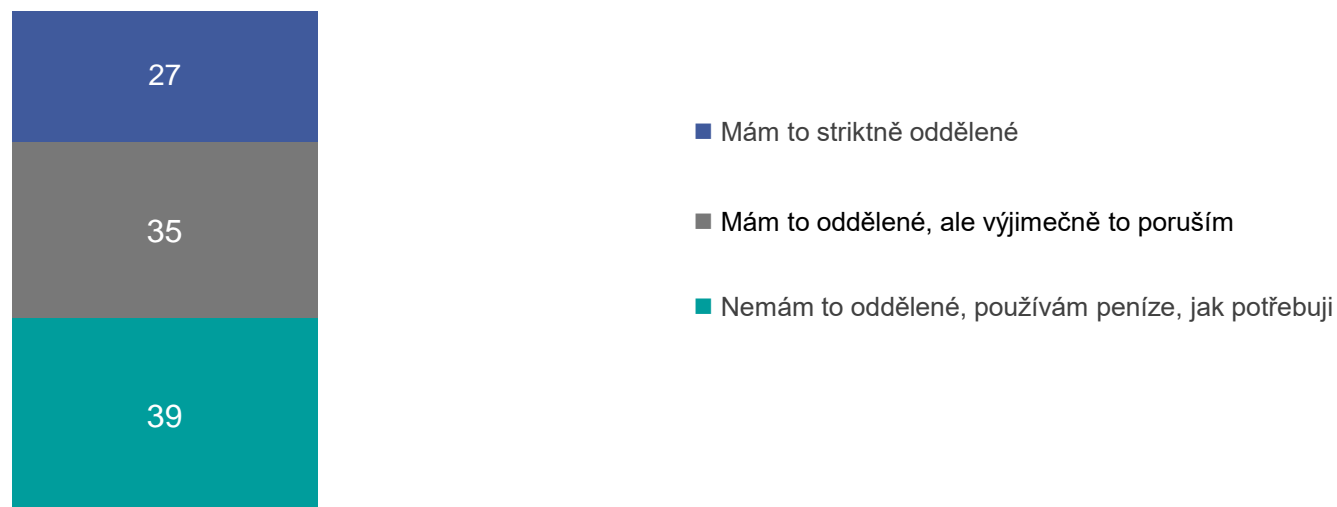 27
35
39
Mám to striktně oddělené
Mám to oddělené, ale výjimečně to poruším
Nemám to oddělené, používám peníze, jak potřebuji